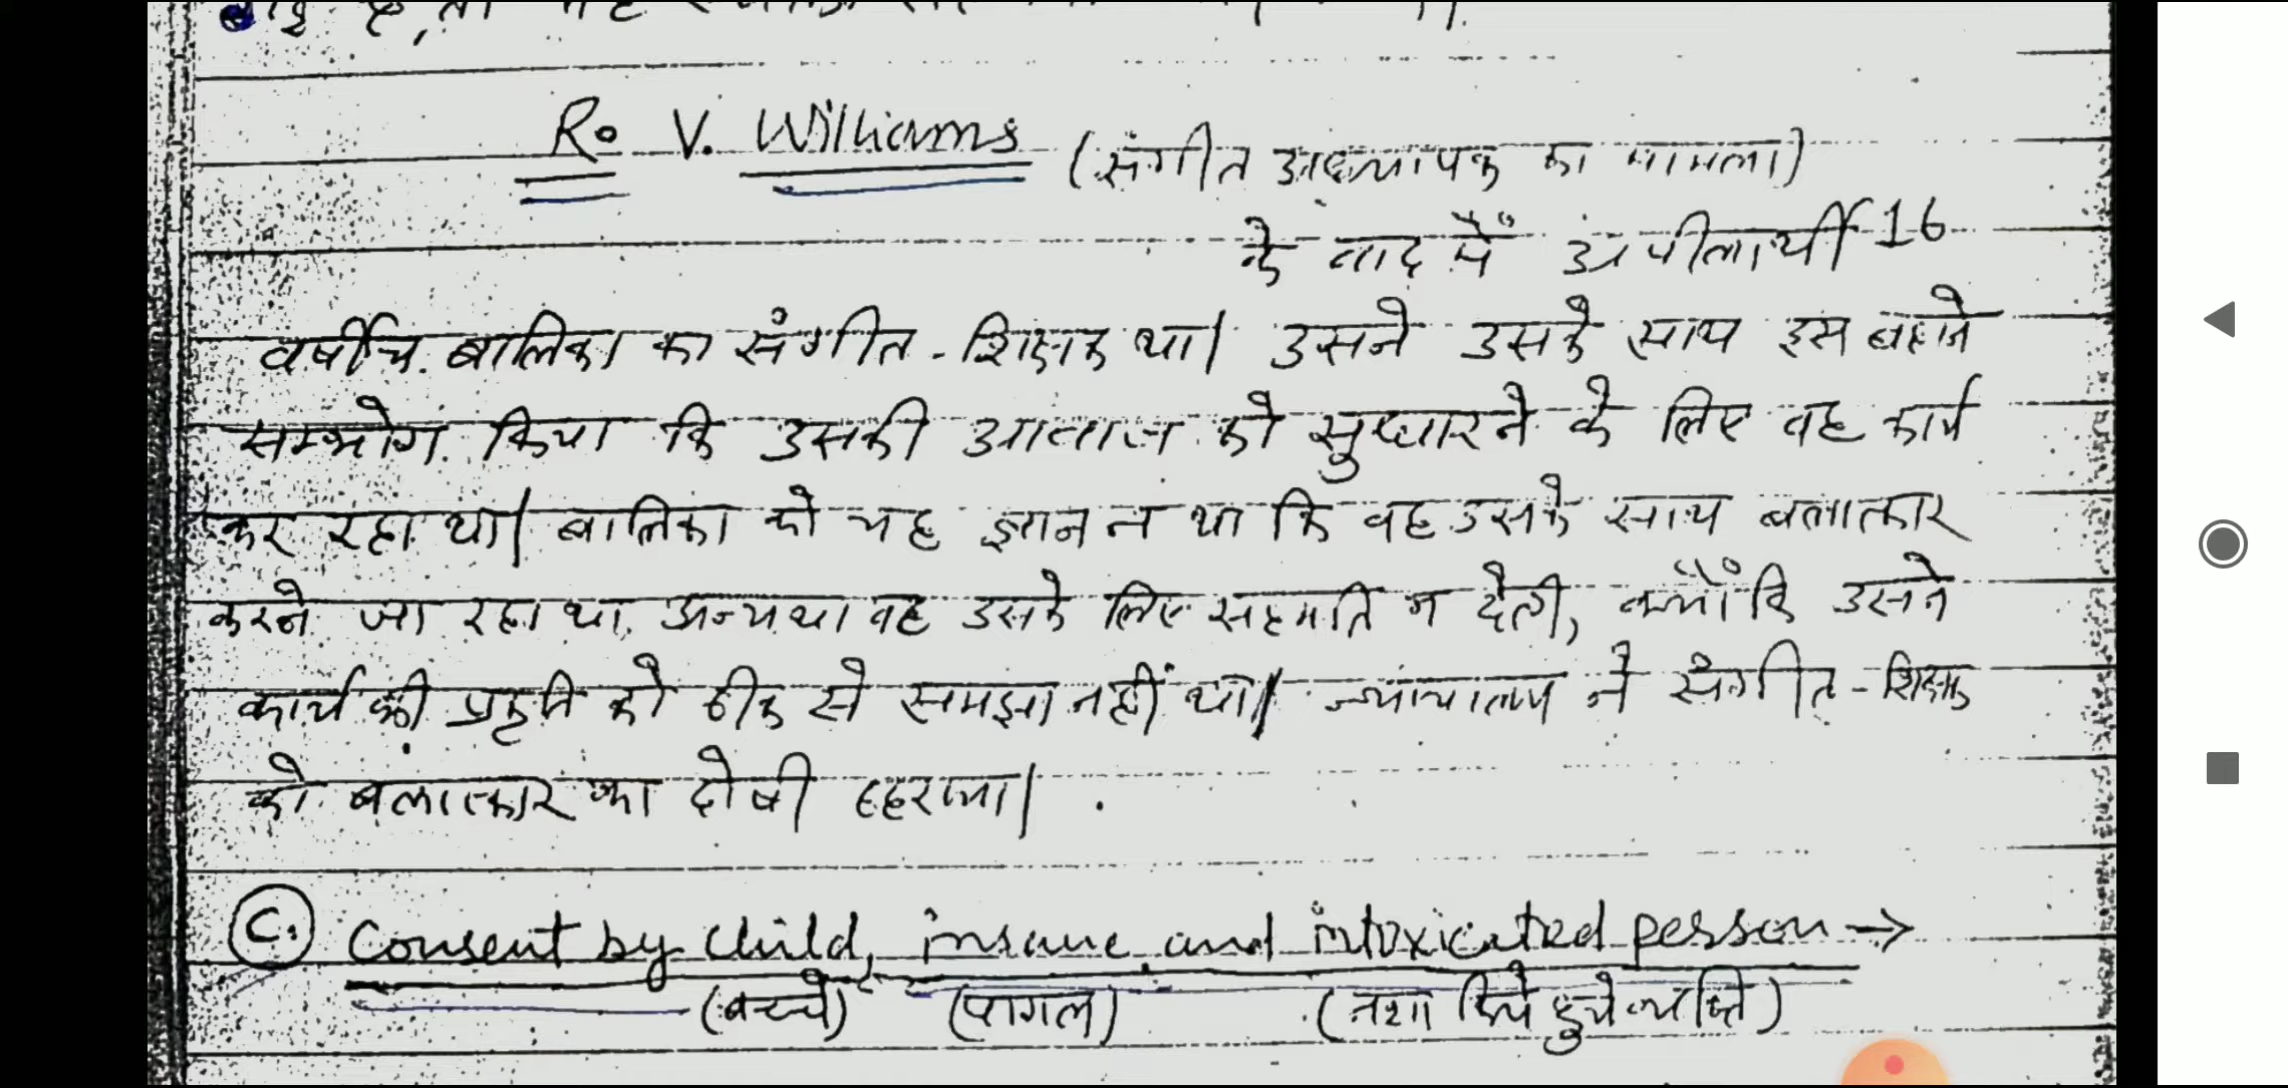 R. V. Williams (संगीत अध्यापक का मामला)
के वाद में अपीलार्थी 16
वर्षीय बालिका का संगीत-शिक्षक था। उसने उसके साथ इस बहाने
सम्भोग किया कि उसकी आवाज को सुधारने के लिए वह कार्य
कर रहा था। बालिका को यह ज्ञान न था कि वह उसके साथ बलात्कार
करने जा रहा था अन्यथा वह उसके लिए सहमति न देती, क्योंकि उसने
कार्य की प्रकृति को ठीक से समझा नहीं था। न्यायालय ने संगीत-शिक्षक
को बलात्कार का दोषी ठहराया।
C. Consent by child, insane and intoxicated person →
(बच्चे) (पागल) (नशा किये हुये व्यक्ति)